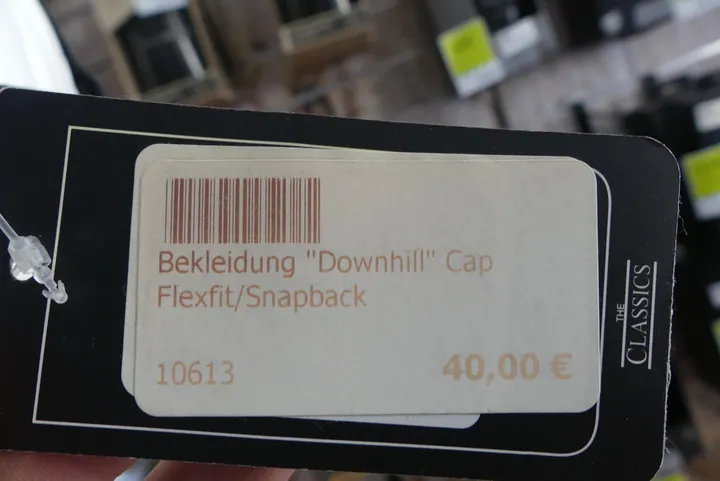 Bekleidung "Downhill" Cap
Flexfit/Snapback
10613
40,00 €
THE
CLASSICS